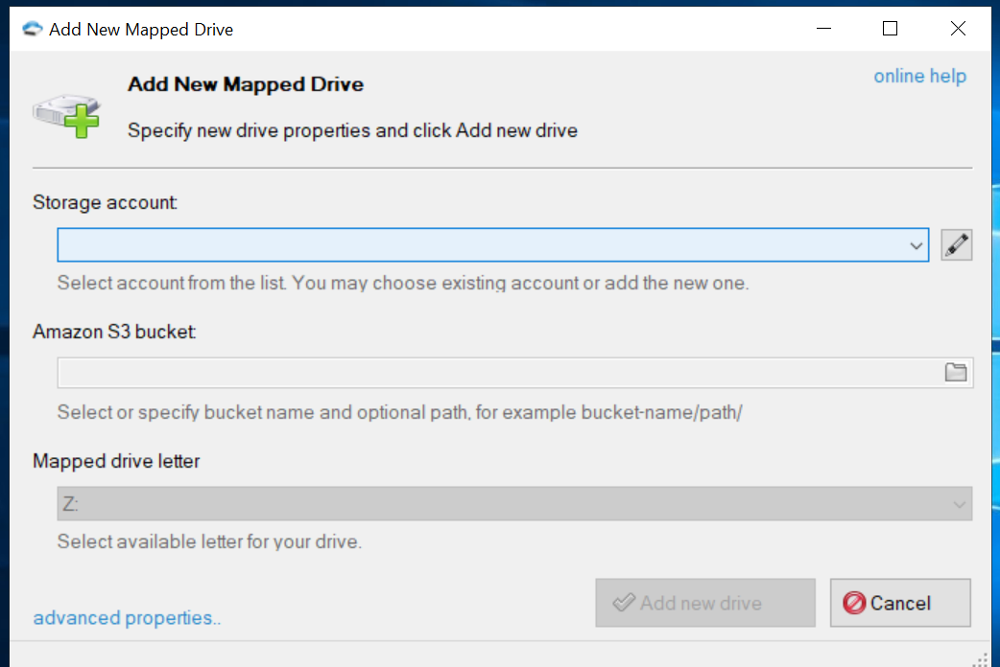 Add New Mapped Drive
Add New Mapped Drive
online help
Specify new drive properties and click Add new drive
Storage account:
Select account from the list. You may choose existing account or add the new one.
Amazon S3 bucket:
Select or specify bucket name and optional path, for example bucket-name/path/
Mapped drive letter
Z:
Select available letter for your drive.
advanced properties..
Add new drive
Cancel